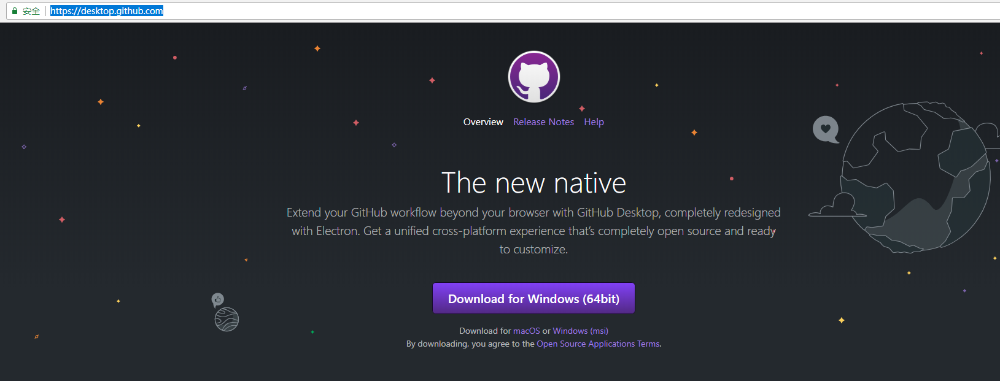 安全 https://desktop.github.com
Overview Release Notes Help
The new native
Extend your GitHub workflow beyond your browser with GitHub Desktop, completely redesigned
with Electron. Get a unified cross-platform experience that's completely open source and ready
to customize.
Download for Windows (64bit)
Download for macOS or Windows (msi)
By downloading, you agree to the Open Source Applications Terms.